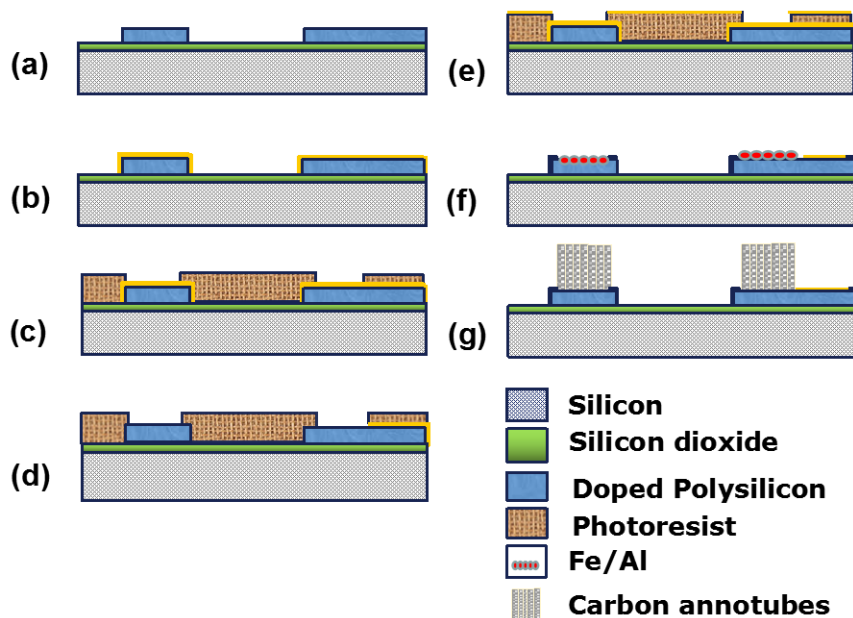 (a)
(b)
(c)
(d)
(e)
(f)
(g)
Silicon
Silicon dioxide
Doped Polysilicon
Photoresist
Fe/Al
Carbon annotubes